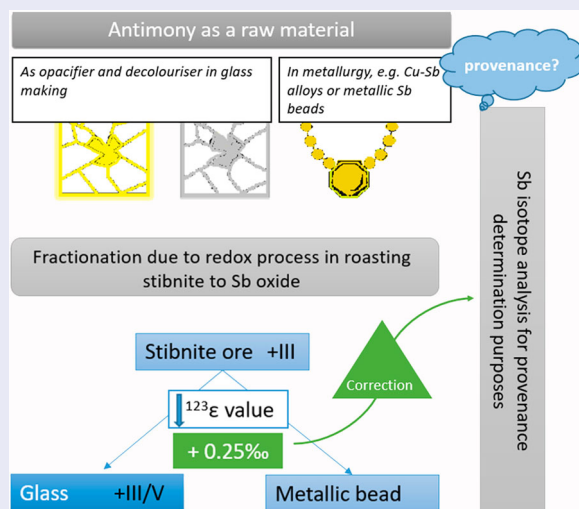 Antimony as a raw material
provenance?
As opacifier and decolouriser in glass
making
In metallurgy, e.g. Cu-Sb
alloys or metallic Sb
beads
Sb isotope analysis for provenance
determination purposes
Fractionation due to redox process in roasting
stibnite to Sb oxide
Stibnite ore +III
Correction
¹²³ε value
+ 0.25‰
Glass +III/V
Metallic bead